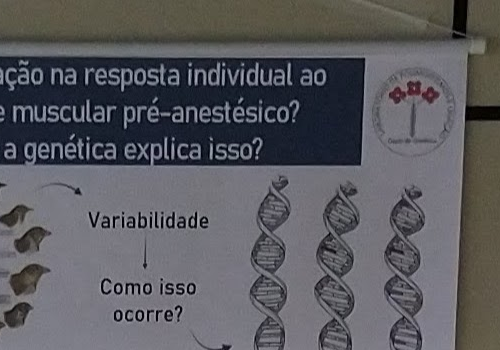 ação na resposta individual ao
e muscular pré-anestésico?
a genética explica isso?
Variabilidade
Como isso
ocorre?